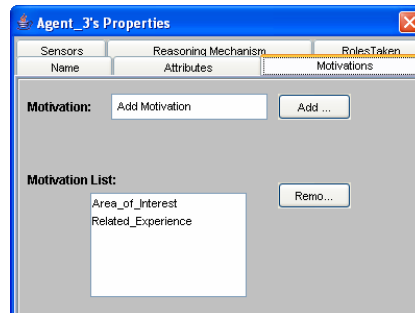 Agent_3's Properties
Sensors Reasoning Mechanism RolesTaken
Name Attributes Motivations
Motivation: Add Motivation Add ...
Motivation List:
Remo...
Area_of_Interest
Related_Experience